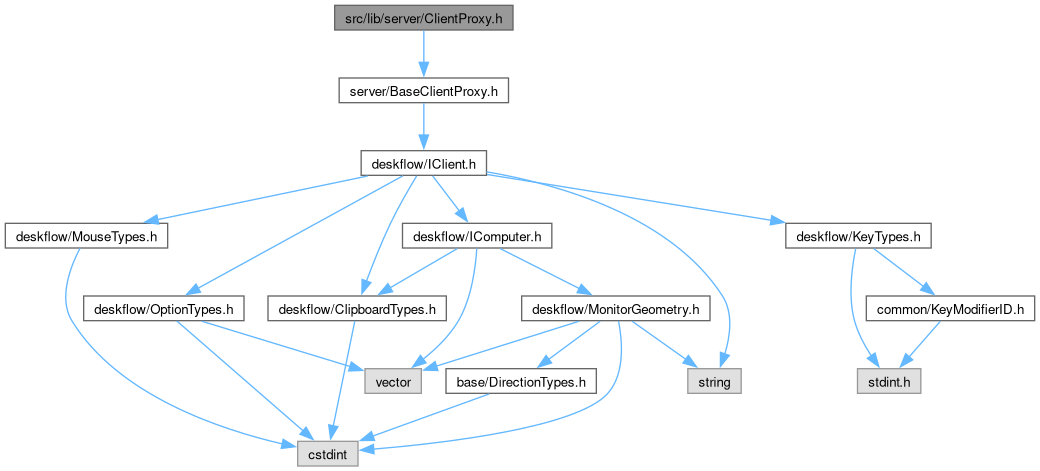 src/lib/server/ClientProxy.h
server/BaseClientProxy.h
deskflow/IClient.h
deskflow/MouseTypes.h
deskflow/IComputer.h
deskflow/KeyTypes.h
deskflow/OptionTypes.h
deskflow/ClipboardTypes.h
deskflow/MonitorGeometry.h
common/KeyModifierID.h
vector
base/DirectionTypes.h
string
stdint.h
cstdint